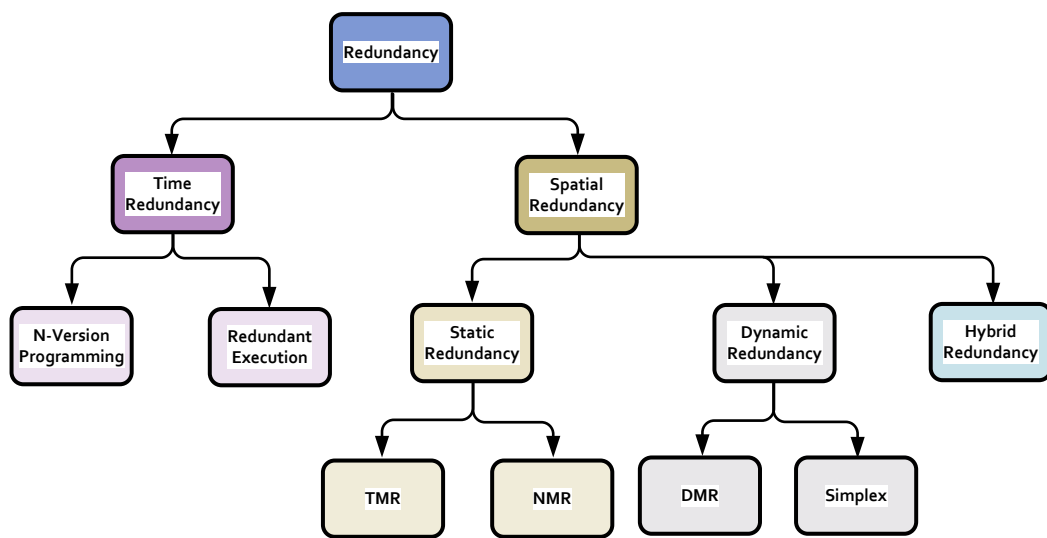 Redundancy
Time
Redundancy
Spatial
Redundancy
N-Version
Programming
Redundant
Execution
Static
Redundancy
Dynamic
Redundancy
Hybrid
Redundancy
TMR
NMR
DMR
Simplex